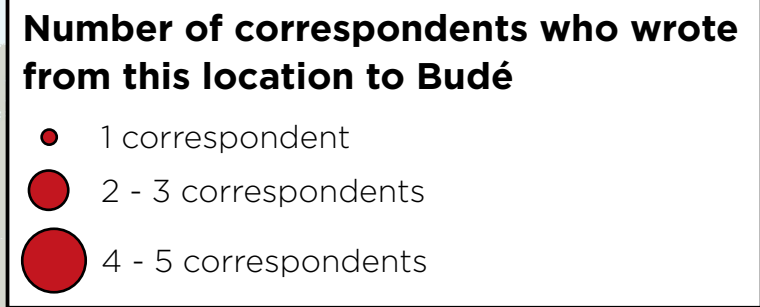 Number of correspondents who wrote
from this location to Budé
1 correspondent
2 - 3 correspondents
4 - 5 correspondents